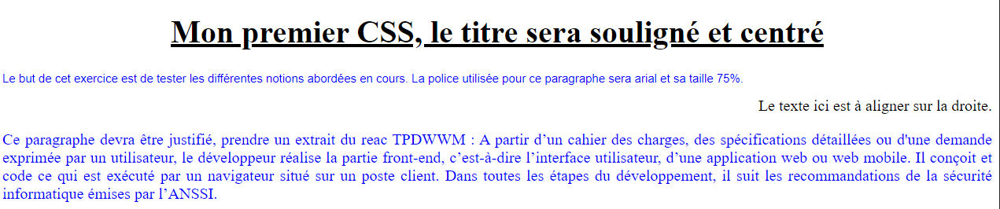 Mon premier CSS, le titre sera souligné et centré
Le but de cet exercice est de tester les différentes notions abordées en cours. La police utilisée pour ce paragraphe sera arial et sa taille 75%.
Le texte ici est à aligner sur la droite.
Ce paragraphe devra être justifié, prendre un extrait du reac TPDWWM : A partir d’un cahier des charges, des spécifications détaillées ou d'une demande
exprimée par un utilisateur, le développeur réalise la partie front-end, c’est-à-dire l’interface utilisateur, d’une application web ou web mobile. Il conçoit et
code ce qui est exécuté par un navigateur situé sur un poste client. Dans toutes les étapes du développement, il suit les recommandations de la sécurité
informatique émises par l’ANSSI.